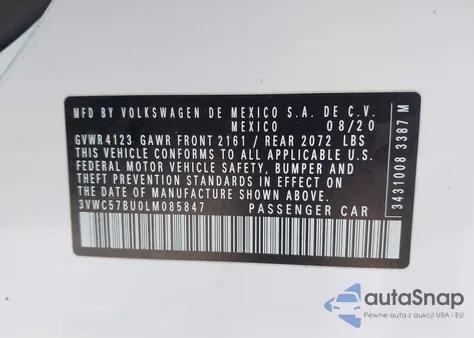 MFD BY VOLKSWAGEN DE MEXICO S.A. DE C.V.
MEXICO 08/20
GVWR 4123 GAWR FRONT 2161 / REAR 2072 LBS
THIS VEHICLE CONFORMS TO ALL APPLICABLE U.S.
FEDERAL MOTOR VEHICLE SAFETY, BUMPER AND
THEFT PREVENTION STANDARDS IN EFFECT ON
THE DATE OF MANUFACTURE SHOWN ABOVE.
3VWC57BU0LM085847 PASSENGER CAR
3431008 3387 M
autoSnap
Pewne auta z aukcji USA i EU